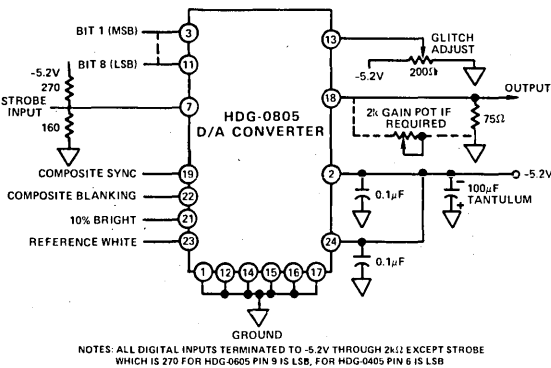 BIT 1 (MSB)
3
BIT 8 (LSB)
11
-5.2V
270
STROBE
INPUT
7
160
HDG-0805
D/A CONVERTER
COMPOSITE SYNC
19
COMPOSITE BLANKING
22
10% BRIGHT
21
REFERENCE WHITE
23
13
GLITCH
ADJUST
-5.2V
200Ω
18
OUTPUT
2k GAIN POT IF
REQUIRED
75Ω
2
-5.2V
0.1μF
100μF
TANTULUM
24
0.1μF
1 12 14 15 16 17
GROUND
NOTES: ALL DIGITAL INPUTS TERMINATED TO -5.2V THROUGH 2kΩ EXCEPT STROBE
WHICH IS 270 FOR HDG-0605 PIN 9 IS LSB, FOR HDG-0405 PIN 6 IS LSB